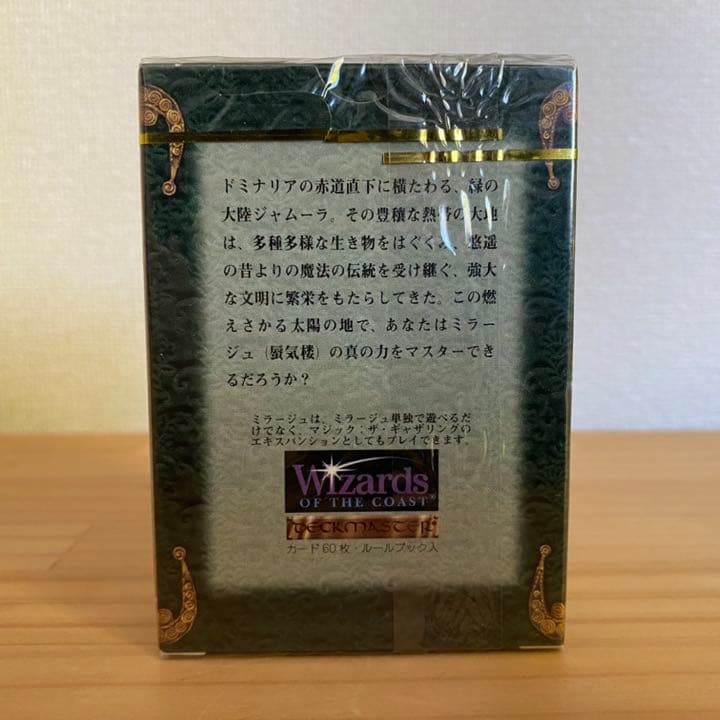 ドミナリアの赤道直下に横たわる、緑の
大陸ジャムーラ。その豊穣な熱帯の大地
は、多種多様な生き物をはぐくみ、悠遥
の昔よりの魔法の伝統を受け継ぐ、強大
な文明に繁栄をもたらしてきた。この燃
えさかる太陽の地で、あなたはミラー
ジュ（蜃気楼）の真の力をマスターでき
るだろうか？
ミラージュは、ミラージュ単独で遊べるだ
けでなく、マジック：ザ・ギャザリングの
エキスパンションとしてもプレイできます。
Wizards
OF THE COAST®
DECKMASTER
カード60枚・ルールブック入